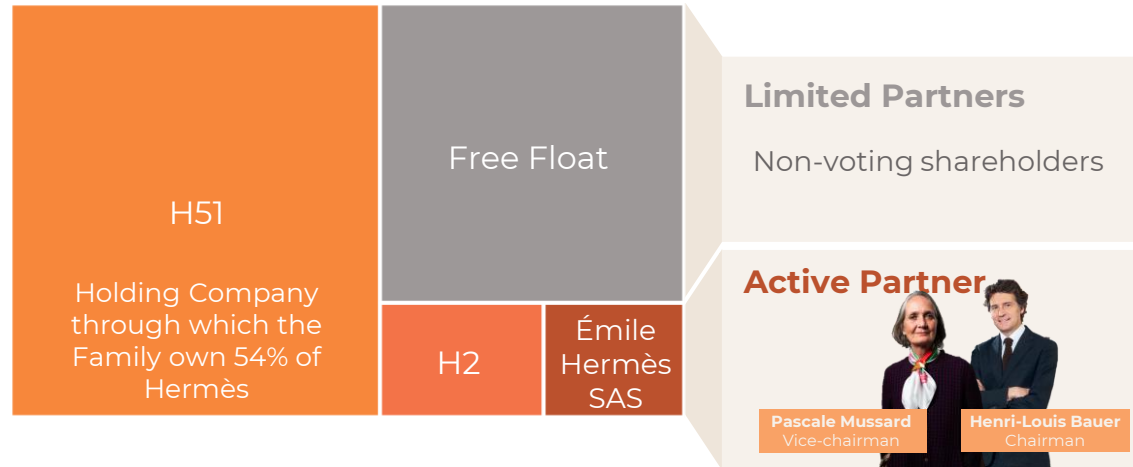 H51
Holding Company
through which the
Family own 54% of
Hermès
Free Float
H2
Émile
Hermès
SAS
Limited Partners
Non-voting shareholders
Active Partner
Pascale Mussard
Vice-chairman
Henri-Louis Bauer
Chairman